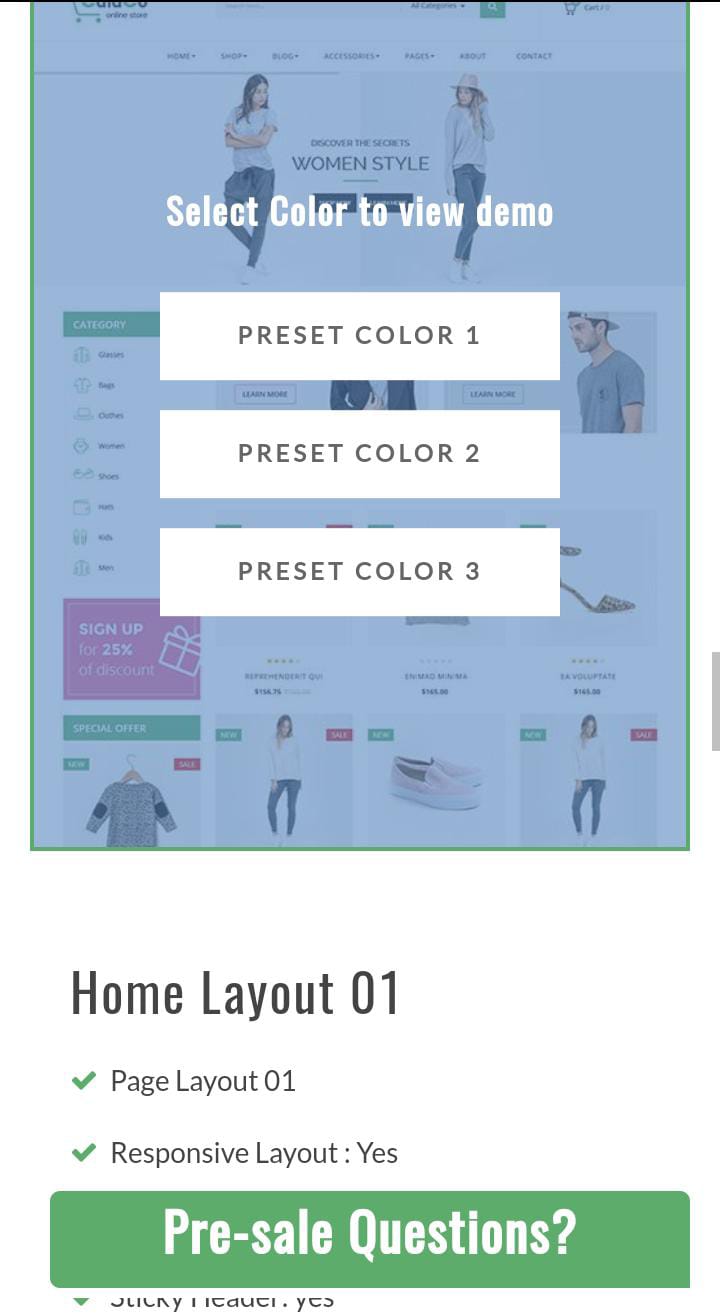 online store
All Categories
Cart / 0
HOME SHOP BLOG ACCESSORIES PAGES ABOUT CONTACT
DISCOVER THE SECRETS
WOMEN STYLE
Select Color to view demo
CATEGORY
PRESET COLOR 1
Glasses
Bags
LEARN MORE LEARN MORE
Clothes
Women
PRESET COLOR 2
Shoes
Hats
Kids
Men
PRESET COLOR 3
SIGN UP
for 25%
of discount
REPREHENDERIT QUI ENIMAD MINIMA EA VOLUPTATE
$156.75 $165.00 $165.00
SPECIAL OFFER
NEW SALE NEW NEW SALE
NEW SALE
Home Layout 01
Page Layout 01
Responsive Layout : Yes
Pre-sale Questions?
Sticky Header: yes